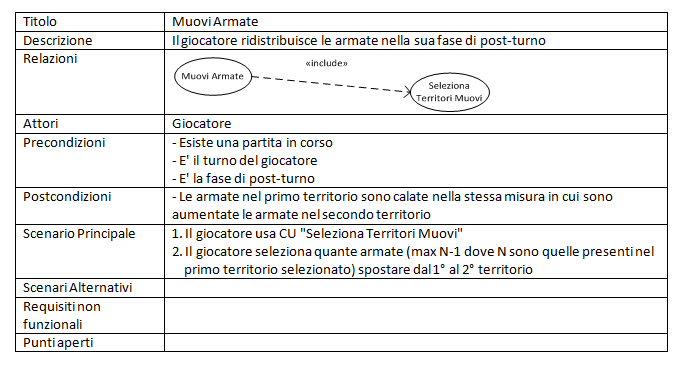 Titolo Muovi Armate
Descrizione Il giocatore ridistribuisce le armate nella sua fase di post-turno
Relazioni
«include»
Muovi Armate
Seleziona
Territori Muovi
Attori Giocatore
Precondizioni - Esiste una partita in corso
- E' il turno del giocatore
- E' la fase di post-turno
Postcondizioni - Le armate nel primo territorio sono calate nella stessa misura in cui sono
aumentate le armate nel secondo territorio
Scenario Principale 1. Il giocatore usa CU "Seleziona Territori Muovi"
2. Il giocatore seleziona quante armate (max N-1 dove N sono quelle presenti nel
primo territorio selezionato) spostare dal 1° al 2° territorio
Scenari Alternativi
Requisiti non
funzionali
Punti aperti